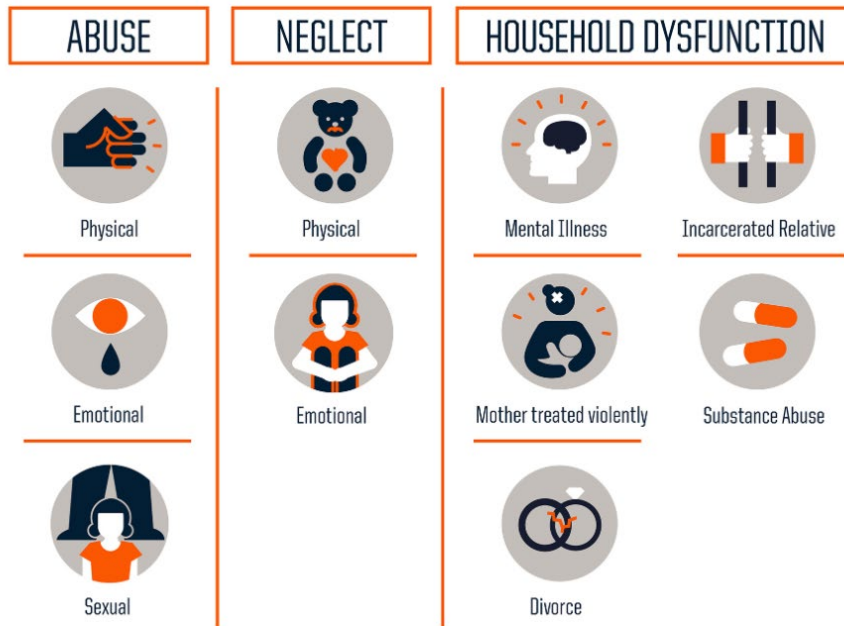 ABUSE
Physical
Emotional
Sexual
NEGLECT
Physical
Emotional
HOUSEHOLD DYSFUNCTION
Mental Illness
Incarcerated Relative
Mother treated violently
Substance Abuse
Divorce